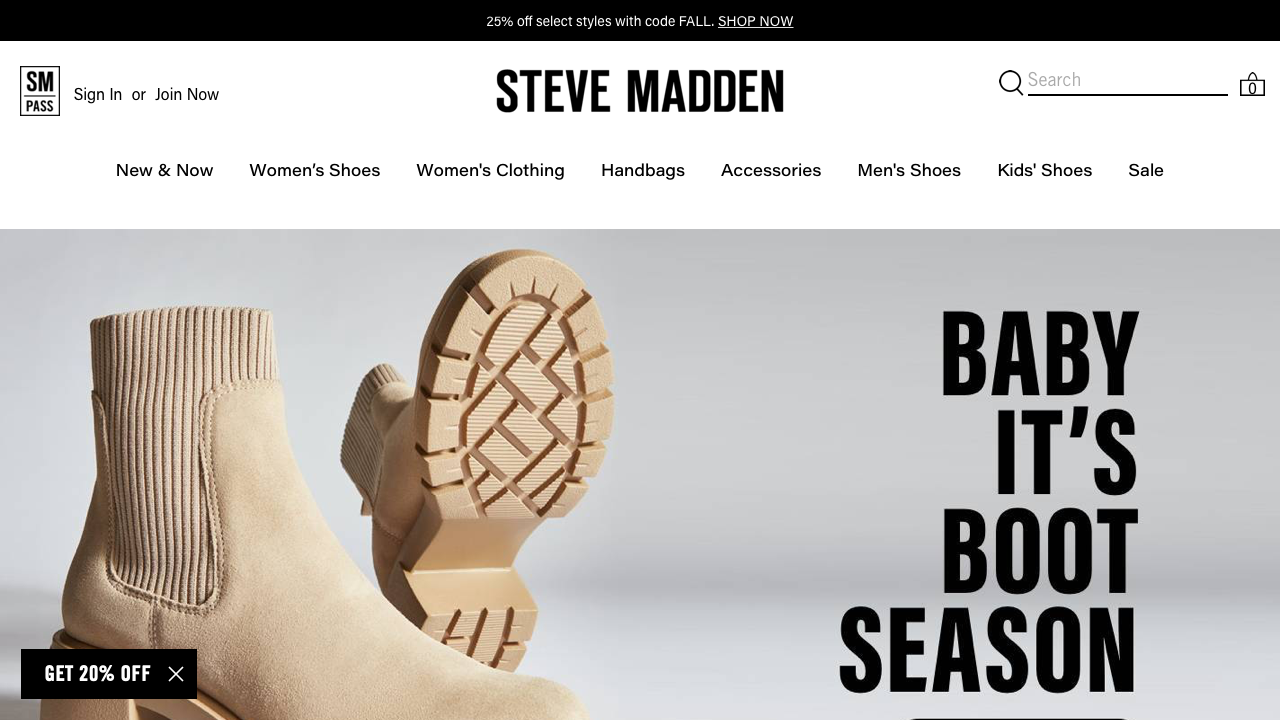 25% off select styles with code FALL. SHOP NOW
SM
PASS
Sign In or Join Now
STEVE MADDEN
Search
0
New & Now Women’s Shoes Women's Clothing Handbags Accessories Men's Shoes Kids' Shoes Sale
BABY
IT’S
BOOT
SEASON
GET 20% OFF